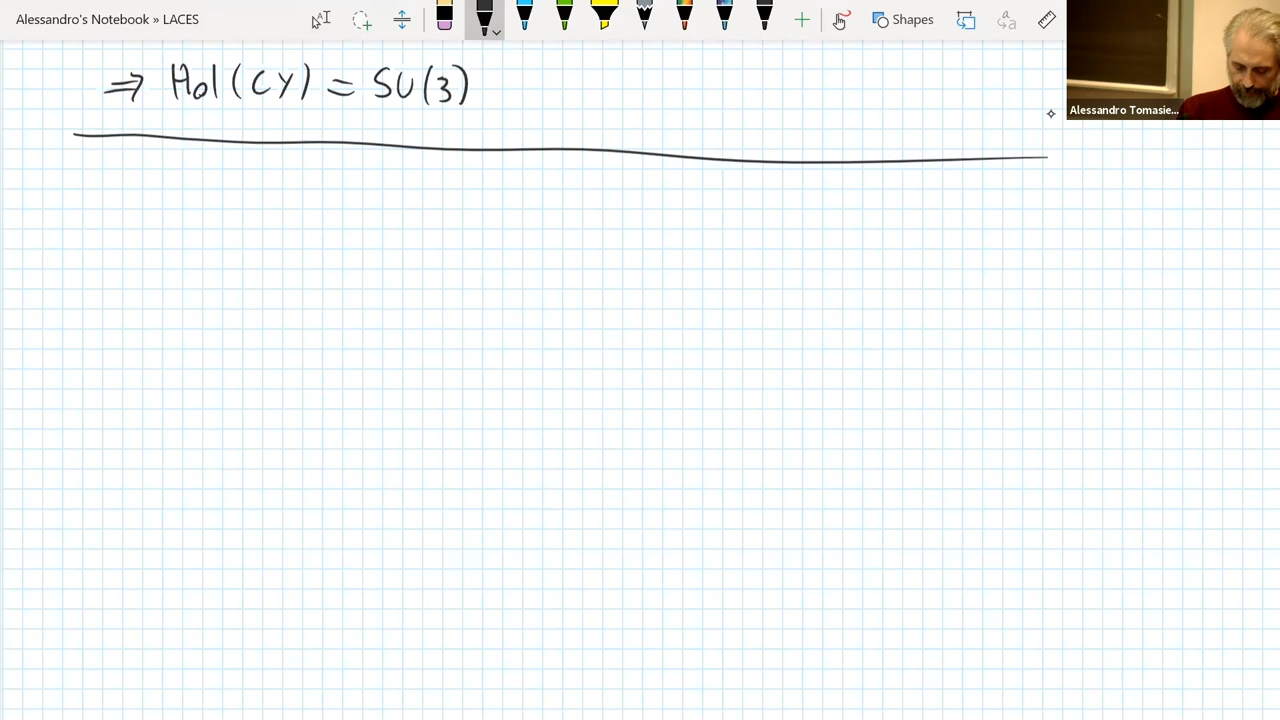 Alessandro's Notebook » LACES
Shapes
Alessandro Tomasie...
⇒ Hol(CY) = SU(3)